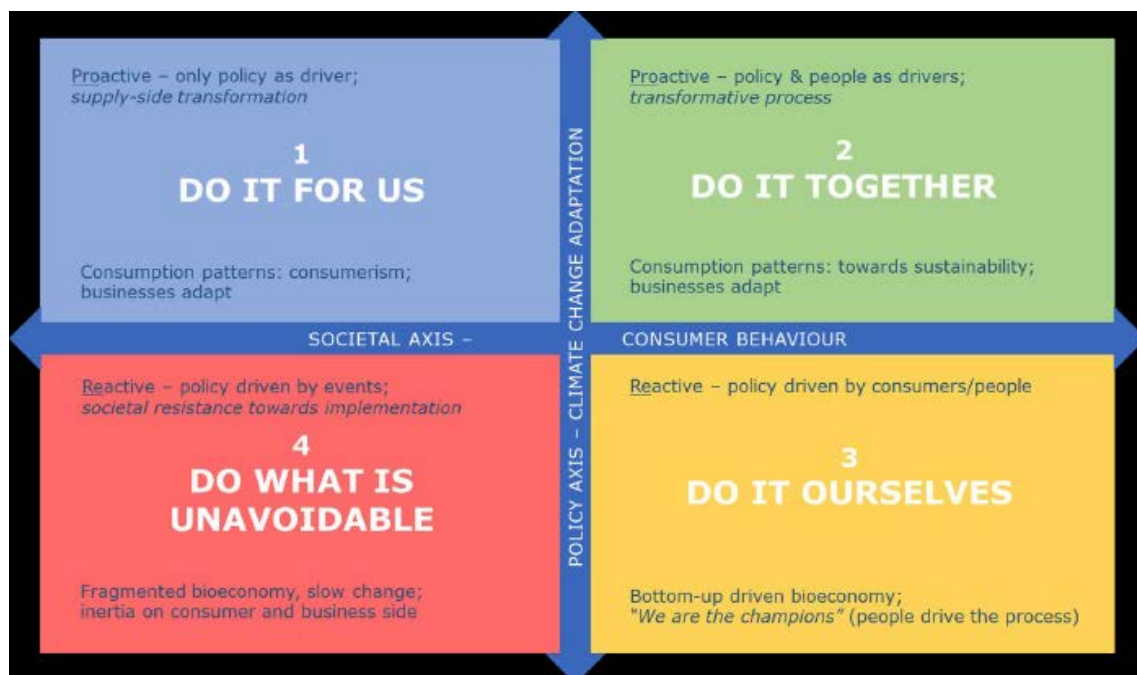 Proactive – only policy as driver;
supply-side transformation
1
DO IT FOR US
Consumption patterns: consumerism;
businesses adapt
Proactive – policy & people as drivers;
transformative process
2
DO IT TOGETHER
Consumption patterns: towards sustainability;
businesses adapt
SOCIETAL AXIS – CONSUMER BEHAVIOUR
POLICY AXIS – CLIMATE CHANGE ADAPTATION
Reactive – policy driven by events;
societal resistance towards implementation
4
DO WHAT IS
UNAVOIDABLE
Fragmented bioeconomy, slow change;
inertia on consumer and business side
Reactive – policy driven by consumers/people
3
DO IT OURSELVES
Bottom-up driven bioeconomy;
"We are the champions” (people drive the process)